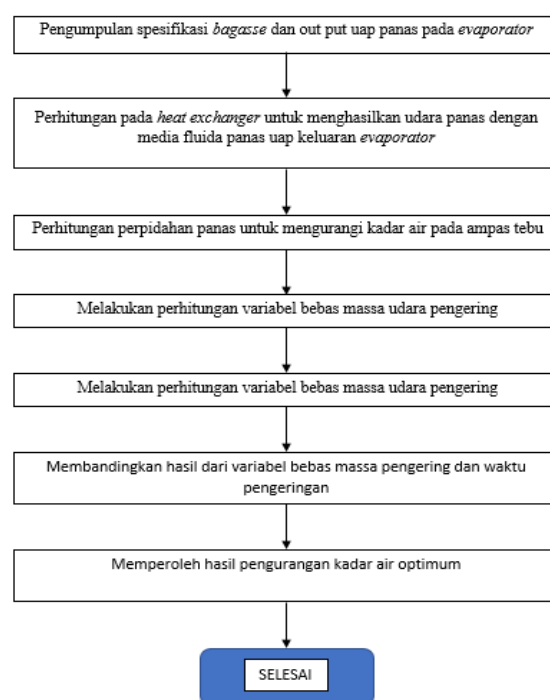 Pengumpulan spesifikasi bagasse dan out put uap panas pada evaporator
Perhitungan pada heat exchanger untuk menghasilkan udara panas dengan
media fluida panas uap keluaran evaporator
Perhitungan perpidahan panas untuk mengurangi kadar air pada ampas tebu
Melakukan perhitungan variabel bebas massa udara pengering
Melakukan perhitungan variabel bebas massa udara pengering
Membandingkan hasil dari variabel bebas massa pengering dan waktu
pengeringan
Memperoleh hasil pengurangan kadar air optimum
SELESAI